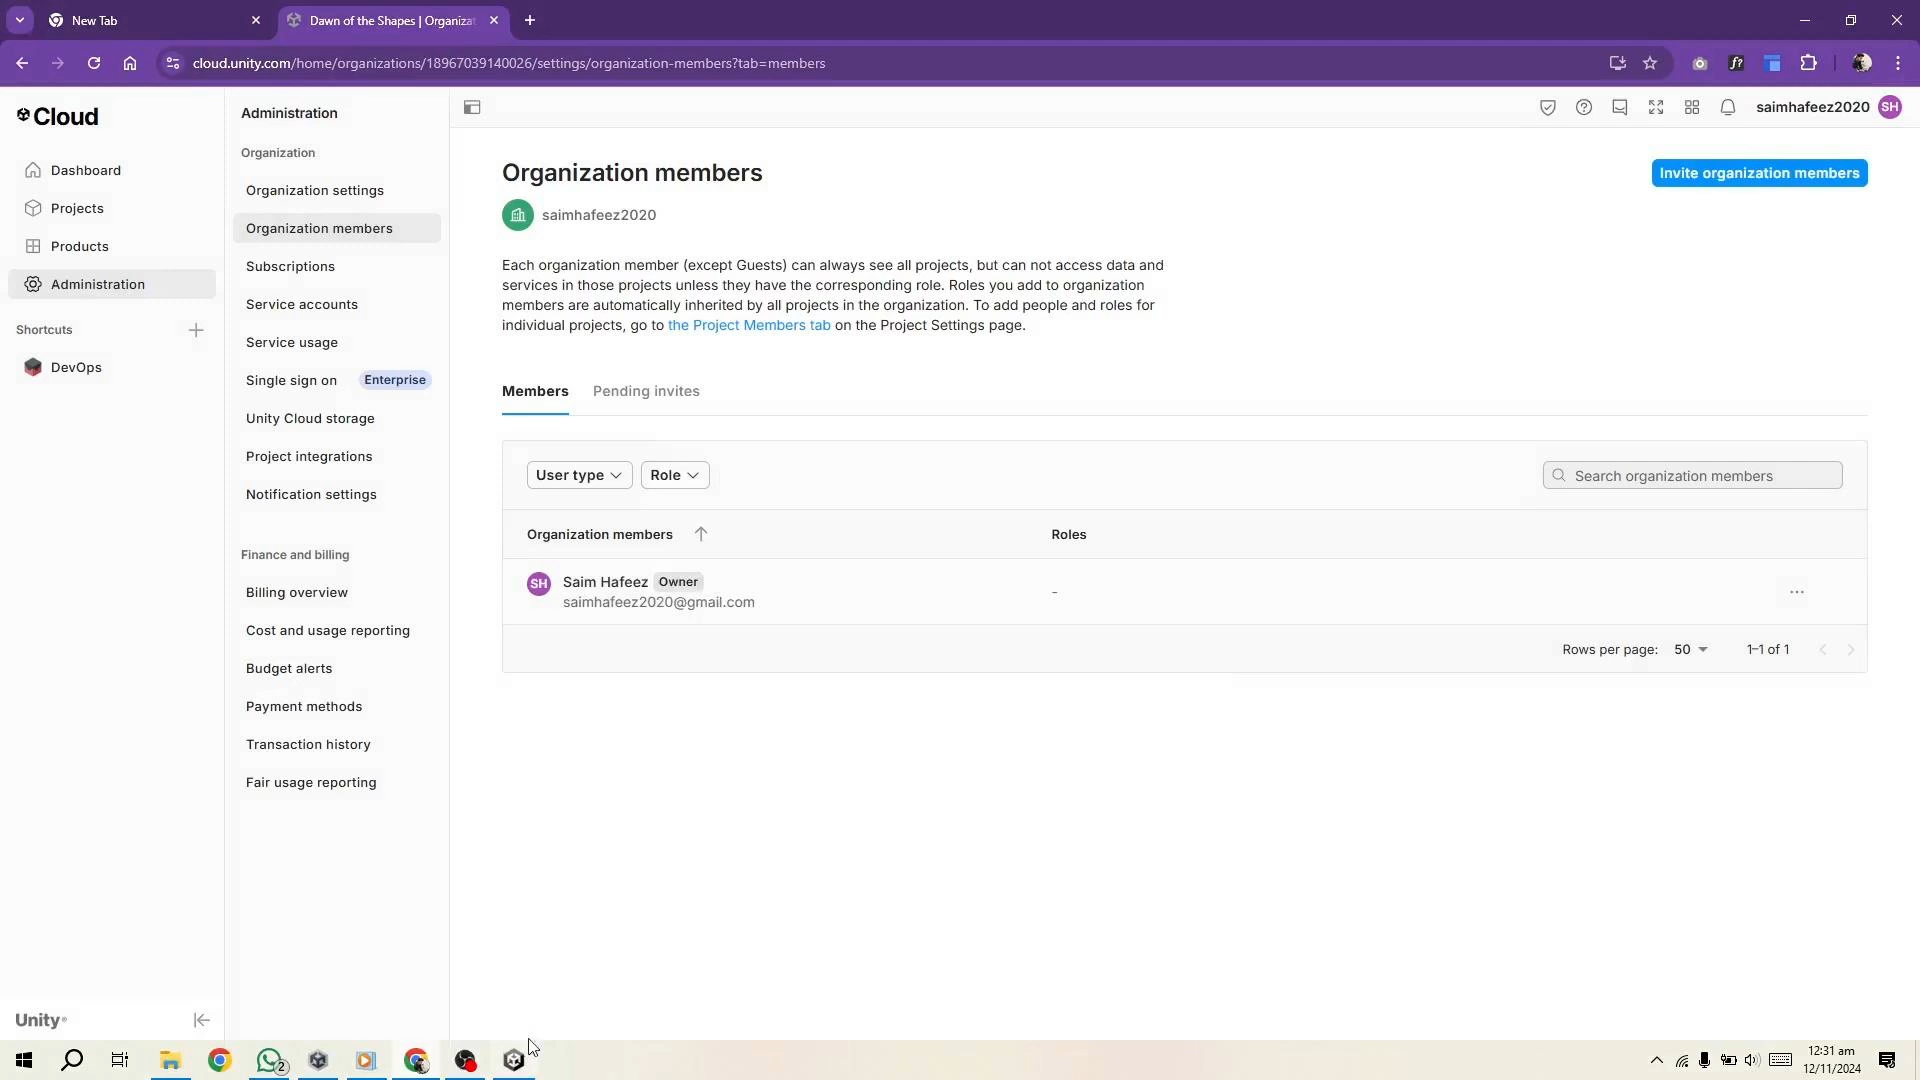 New Tab
Dawn of the Shapes | Organizat
cloud.unity.com/home/organizations/18967039140026/settings/organization-members?tab=members
Cloud
Dashboard
Projects
Products
Administration
Shortcuts
DevOps
Unity
Administration
Organization
Organization settings
Organization members
Subscriptions
Service accounts
Service usage
Single sign on Enterprise
Unity Cloud storage
Project integrations
Notification settings
Finance and billing
Billing overview
Cost and usage reporting
Budget alerts
Payment methods
Transaction history
Fair usage reporting
saimhafeez2020 SH
Organization members
Invite organization members
saimhafeez2020
Each organization member (except Guests) can always see all projects, but can not access data and
services in those projects unless they have the corresponding role. Roles you add to organization
members are automatically inherited by all projects in the organization. To add people and roles for
individual projects, go to the Project Members tab on the Project Settings page.
Members Pending invites
User type Role Search organization members
Organization members Roles
SH Saim Hafeez Owner
saimhafeez2020@gmail.com -
Rows per page: 50 1–1 of 1
2
12:31 am
12/11/2024